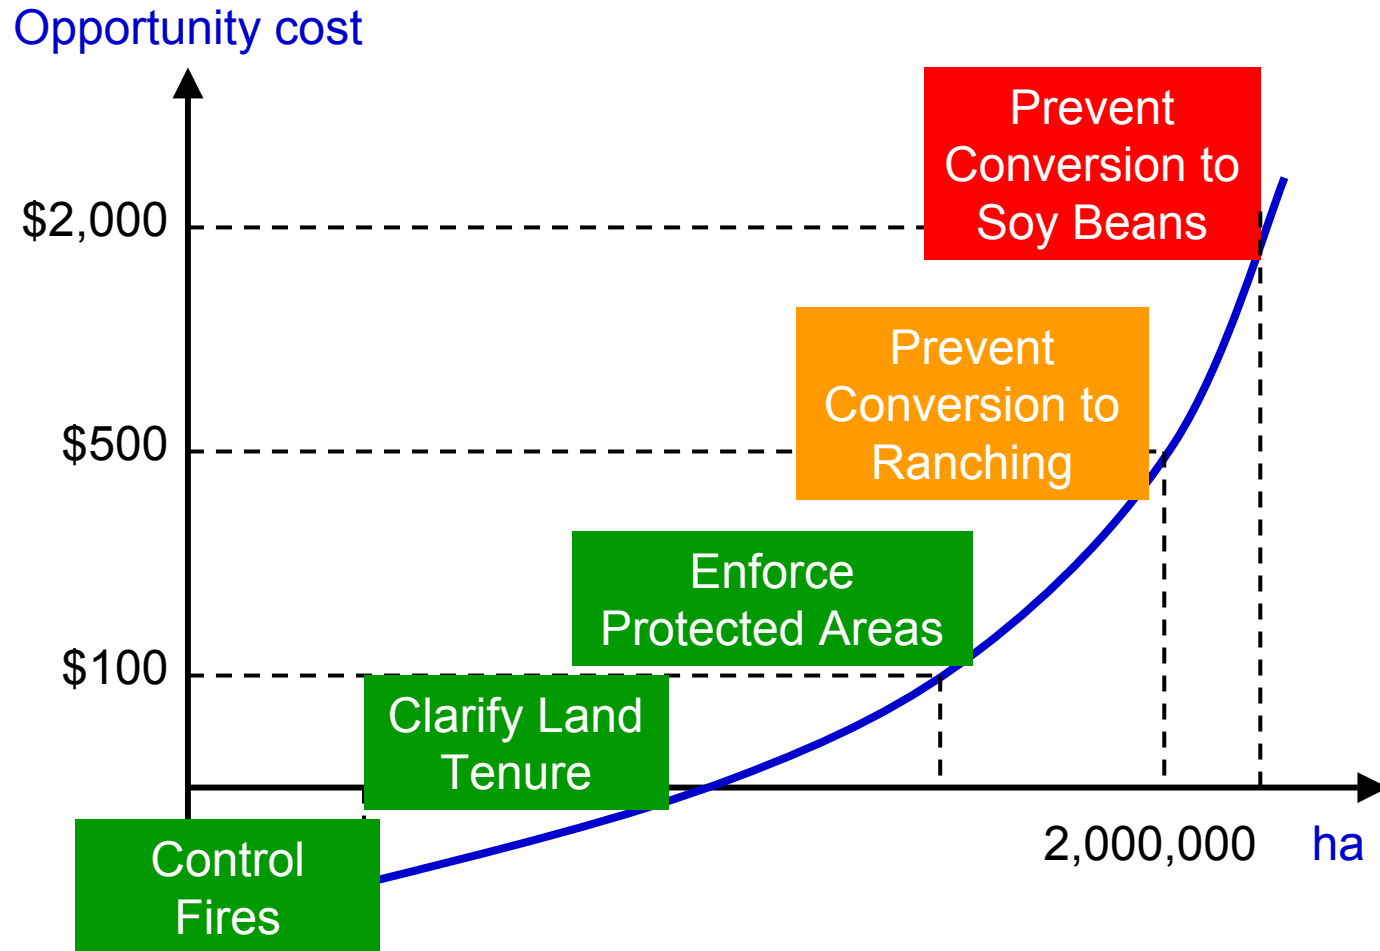 Opportunity cost
Prevent
Conversion to
Soy Beans
$2,000
Prevent
Conversion to
Ranching
$500
Enforce
Protected Areas
$100
Clarify Land
Tenure
Control
Fires
2,000,000
ha